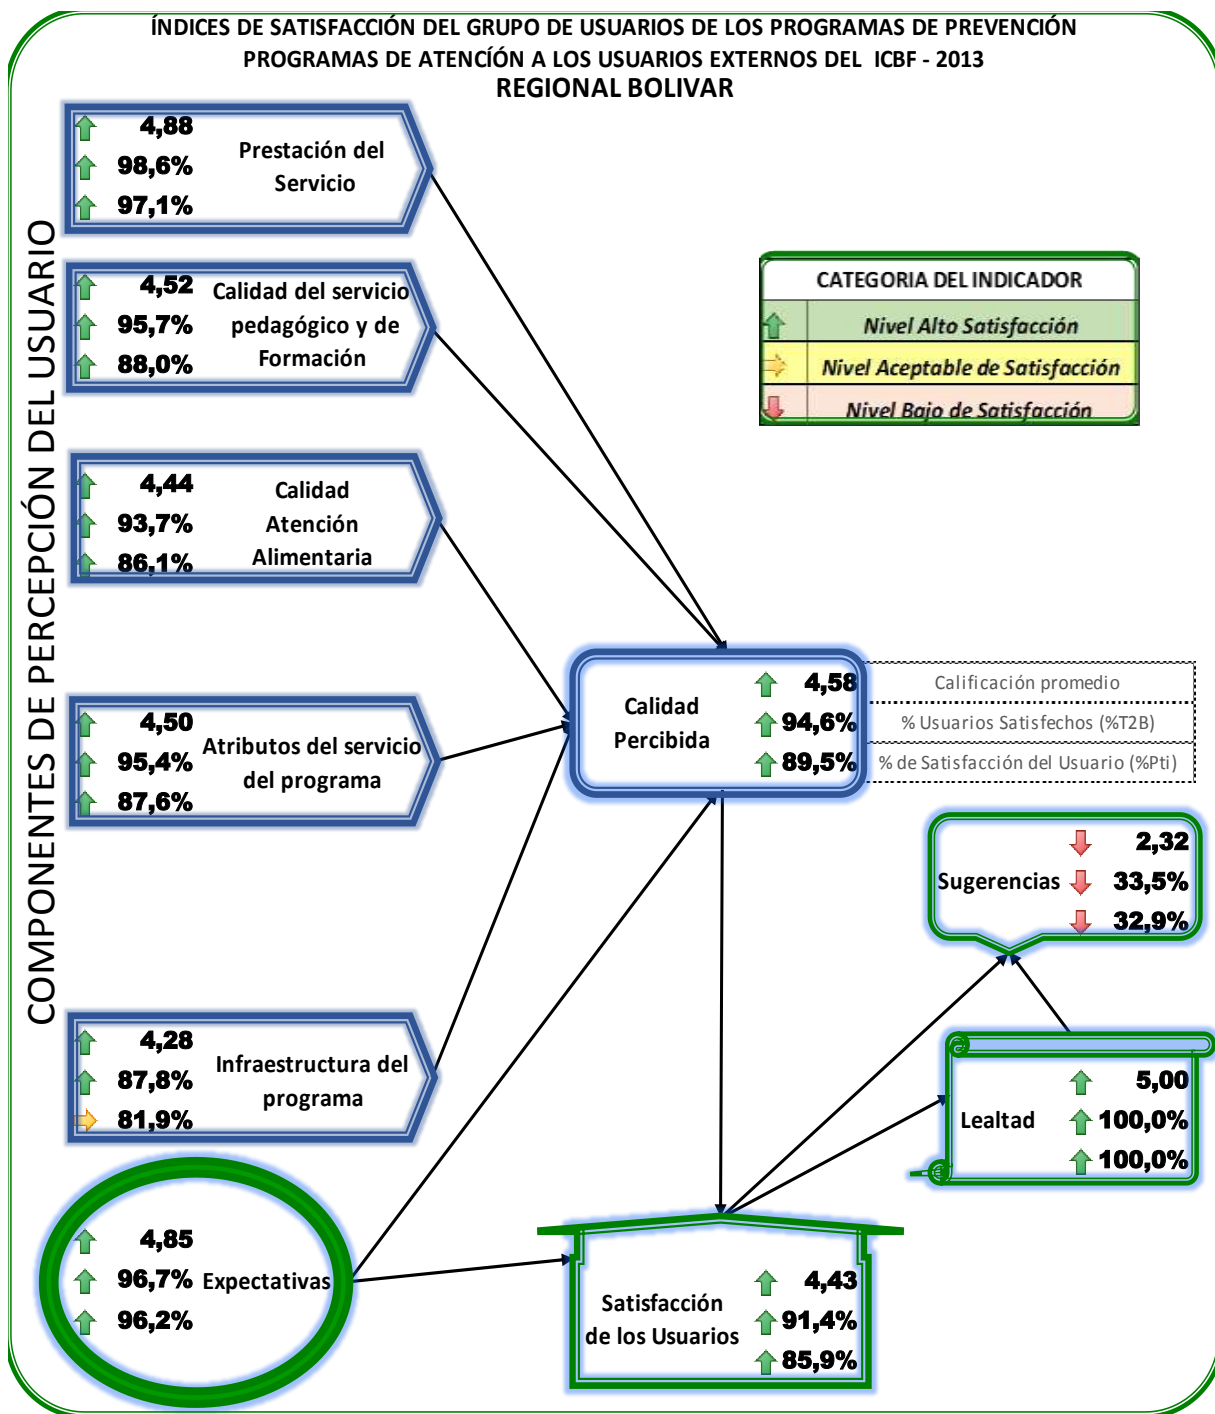 ÍNDICES DE SATISFACCIÓN DEL GRUPO DE USUARIOS DE LOS PROGRAMAS DE PREVENCIÓN
PROGRAMAS DE ATENCÍÓN A LOS USUARIOS EXTERNOS DEL ICBF - 2013
REGIONAL BOLIVAR
COMPONENTES DE PERCEPCIÓN DEL USUARIO
4,88
98,6%
97,1%
Prestación del
Servicio
4,52
95,7%
88,0%
Calidad del servicio
pedagógico y de
Formación
CATEGORIA DEL INDICADOR
Nivel Alto Satisfacción
Nivel Aceptable de Satisfacción
Nivel Bajo de Satisfacción
4,44
93,7%
86,1%
Calidad
Atención
Alimentaria
4,50
95,4%
87,6%
Atributos del servicio
del programa
Calidad
Percibida
4,58
94,6%
89,5%
Calificación promedio
% Usuarios Satisfechos (%T2B)
% de Satisfacción del Usuario (%Pti)
Sugerencias
2,32
33,5%
32,9%
4,28
87,8%
81,9%
Infraestructura del
programa
Lealtad
5,00
100,0%
100,0%
4,85
96,7%
96,2%
Expectativas
Satisfacción
de los Usuarios
4,43
91,4%
85,9%